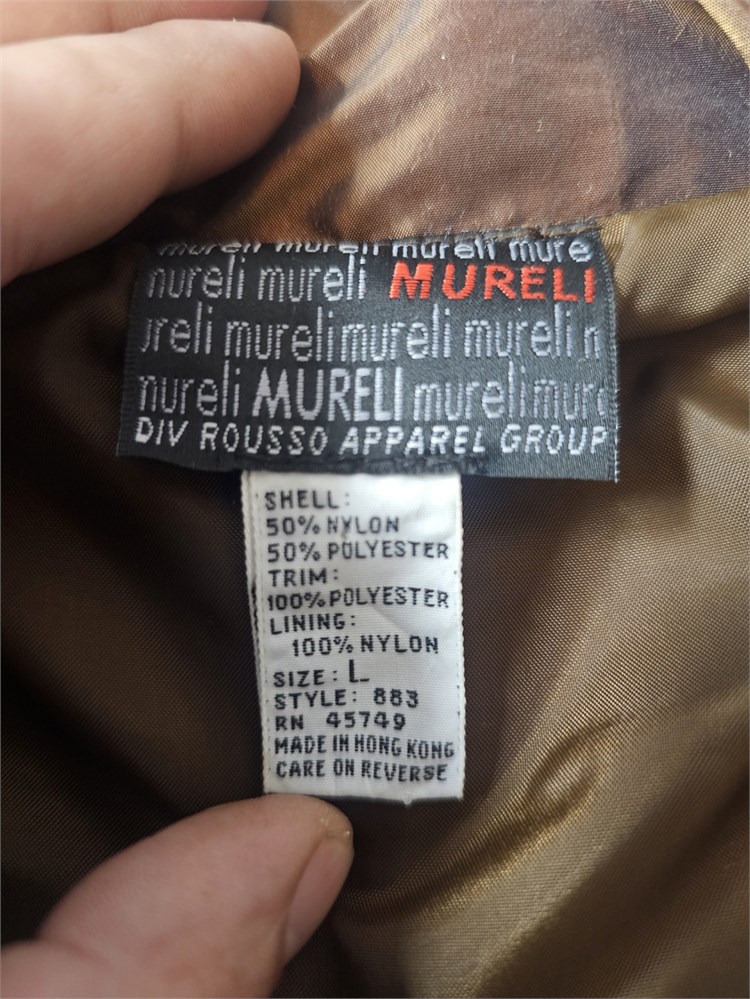 mureli mureli mureli mure
nureli mureli MURELI
reli mureli mureli mureli n
nureli MURELI mureli mure
DIV ROUSSO APPAREL GROUP
SHELL:
50% NYLON
50% POLYESTER
TRIM:
100% POLYESTER
LINING:
100% NYLON
SIZE: L
STYLE: 883
RN 45749
MADE IN HONG KONG
CARE ON REVERSE